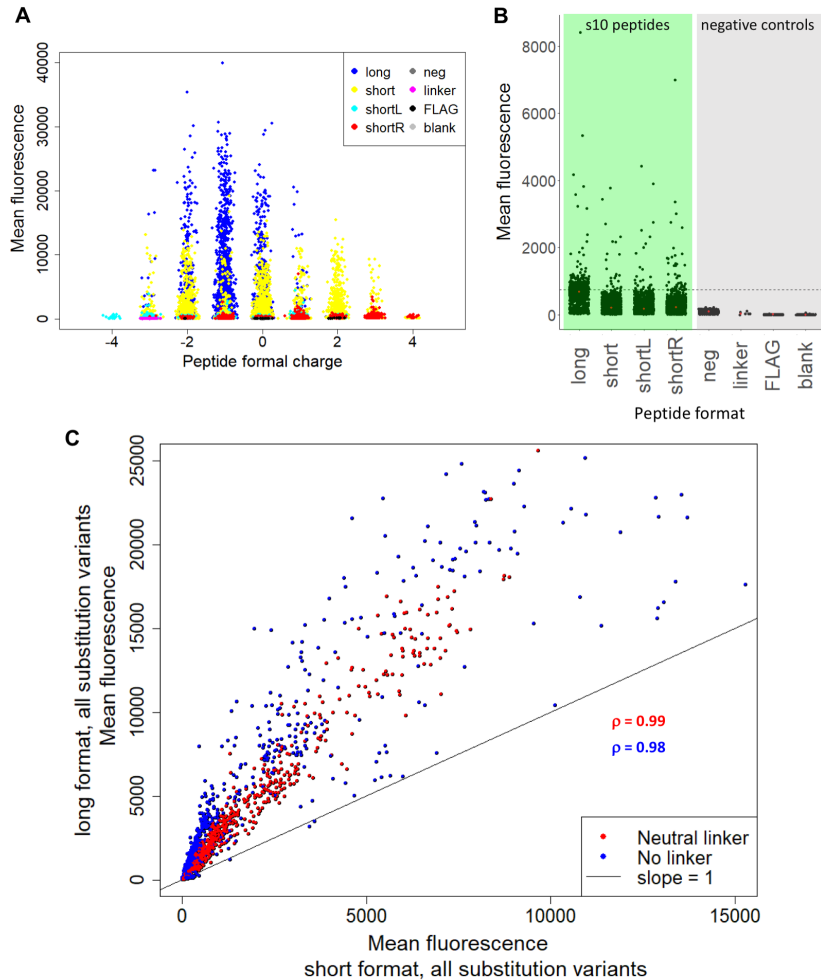 A
Mean fluorescence
40000
30000
20000
10000
0
-4
-2
0
2
4
Peptide formal charge
long
short
shortL
shortR
neg
linker
FLAG
blank
B
s10 peptides
negative controls
Mean fluorescence
8000
6000
4000
2000
0
long
short
shortL
shortR
neg
linker
FLAG
blank
Peptide format
C
long format, all substitution variants
Mean fluorescence
25000
20000
15000
10000
5000
0
ρ = 0.99
ρ = 0.98
Neutral linker
No linker
slope = 1
0
5000
10000
15000
Mean fluorescence
short format, all substitution variants